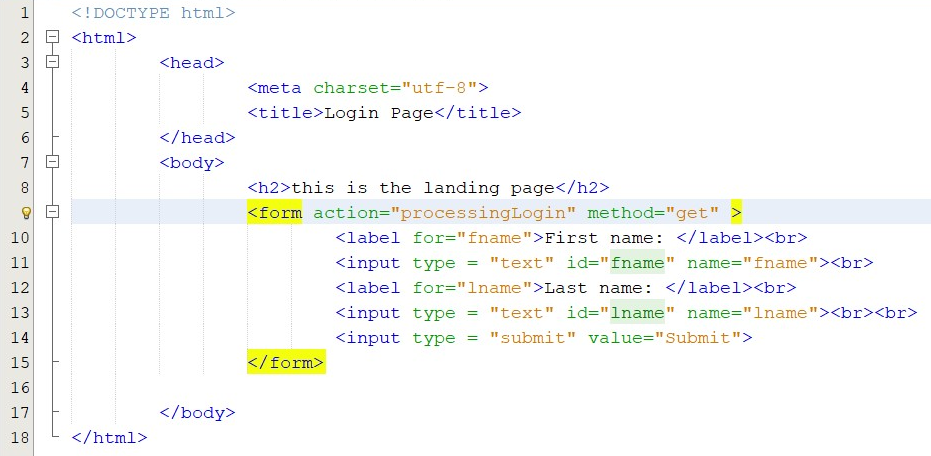 1 <!DOCTYPE html>
2 <html>
3 <head>
4 <meta charset="utf-8">
5 <title>Login Page</title>
6 </head>
7 <body>
8 <h2>this is the landing page</h2>
<form action="processingLogin" method="get" >
10 <label for="fname">First name: </label><br>
11 <input type = "text" id="fname" name="fname"><br>
12 <label for="lname">Last name: </label><br>
13 <input type = "text" id="lname" name="lname"><br><br>
14 <input type = "submit" value="Submit">
15 </form>
16
17 </body>
18 </html>